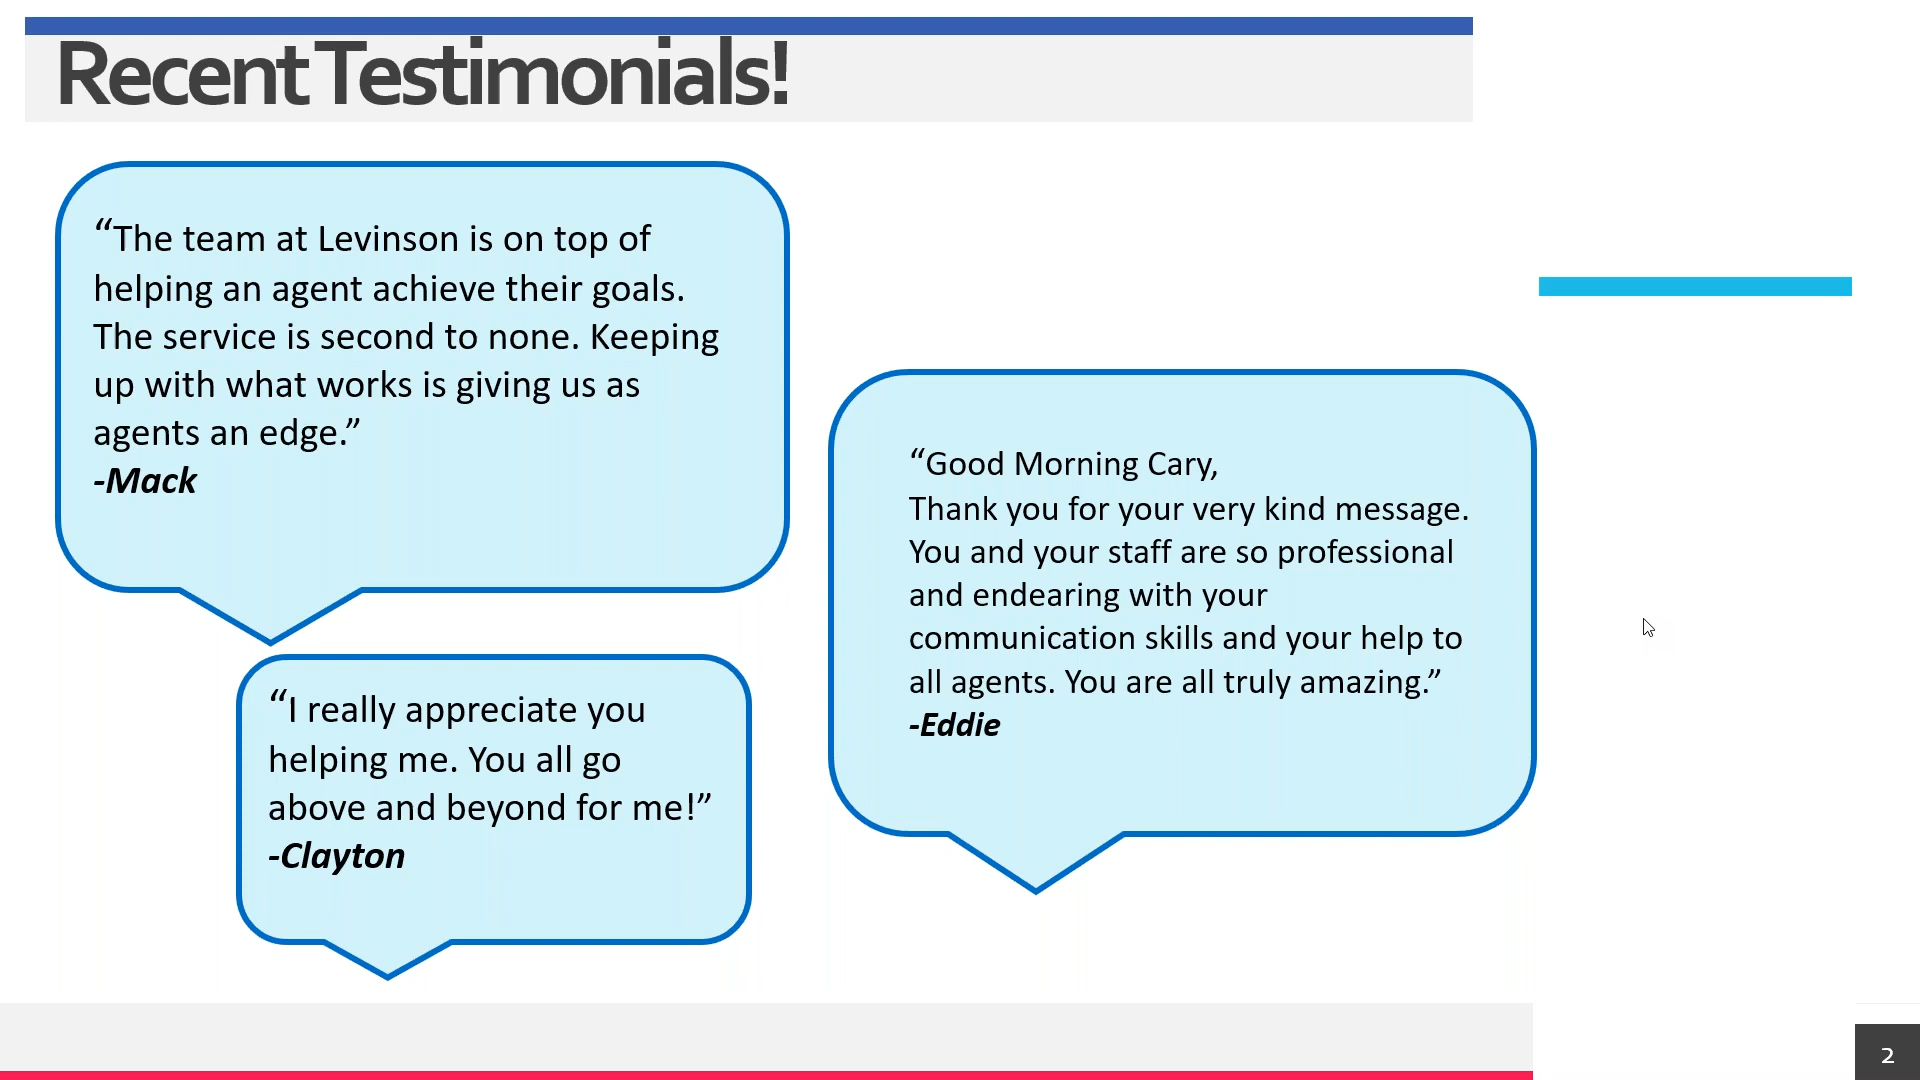 Recent Testimonials!
“The team at Levinson is on top of
helping an agent achieve their goals.
The service is second to none. Keeping
up with what works is giving us as
agents an edge.”
-Mack
“I really appreciate you
helping me. You all go
above and beyond for me!”
-Clayton
“Good Morning Cary,
Thank you for your very kind message.
You and your staff are so professional
and endearing with your
communication skills and your help to
all agents. You are all truly amazing.”
-Eddie
2